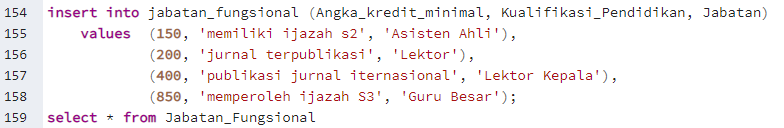 154 insert into jabatan_fungsional (Angka_kredit_minimal, Kualifikasi_Pendidikan, Jabatan)
155 values (150, 'memiliki ijazah s2', 'Asisten Ahli'),
156 (200, 'jurnal terpublikasi', 'Lektor'),
157 (400, 'publikasi jurnal iternasional', 'Lektor Kepala'),
158 (850, 'memperoleh ijazah S3', 'Guru Besar');
159 select * from Jabatan_Fungsional